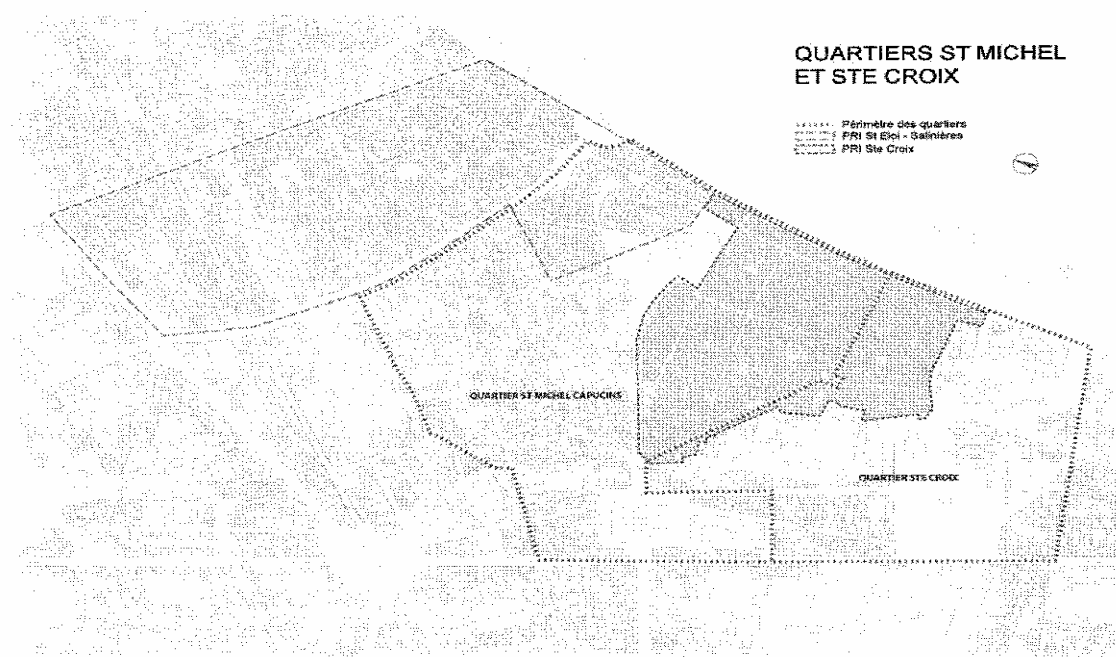 QUARTIERS ST MICHEL
ET STE CROIX
Périmètre des quartiers
PRI St Eloi - Salinières
PRI Ste Croix
QUARTIER ST MICHEL CAPUCINS
QUARTIER STE CROIX